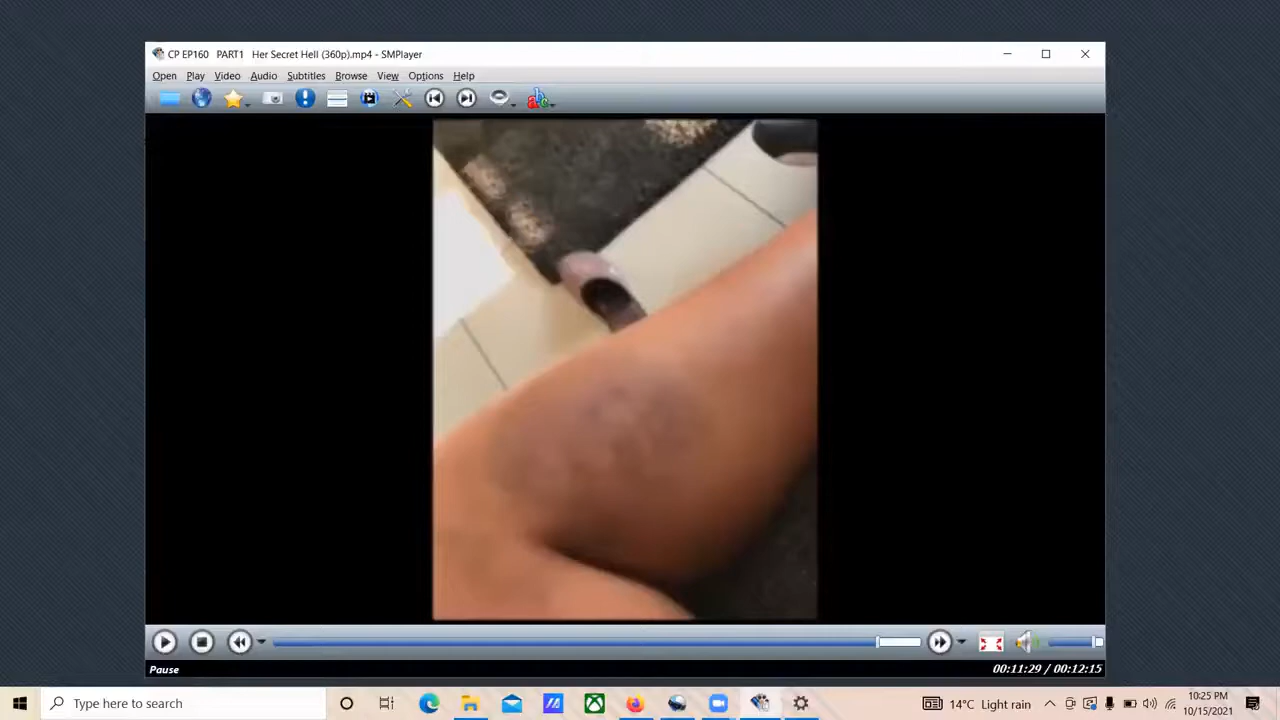 CP EP160 PART1 Her Secret Hell (360p).mp4 - SMPlayer
Open Play Video Audio Subtitles Browse View Options Help
abc
Pause
00:11:29 / 00:12:15
Type here to search
14°C Light rain
10:25 PM
10/15/2021